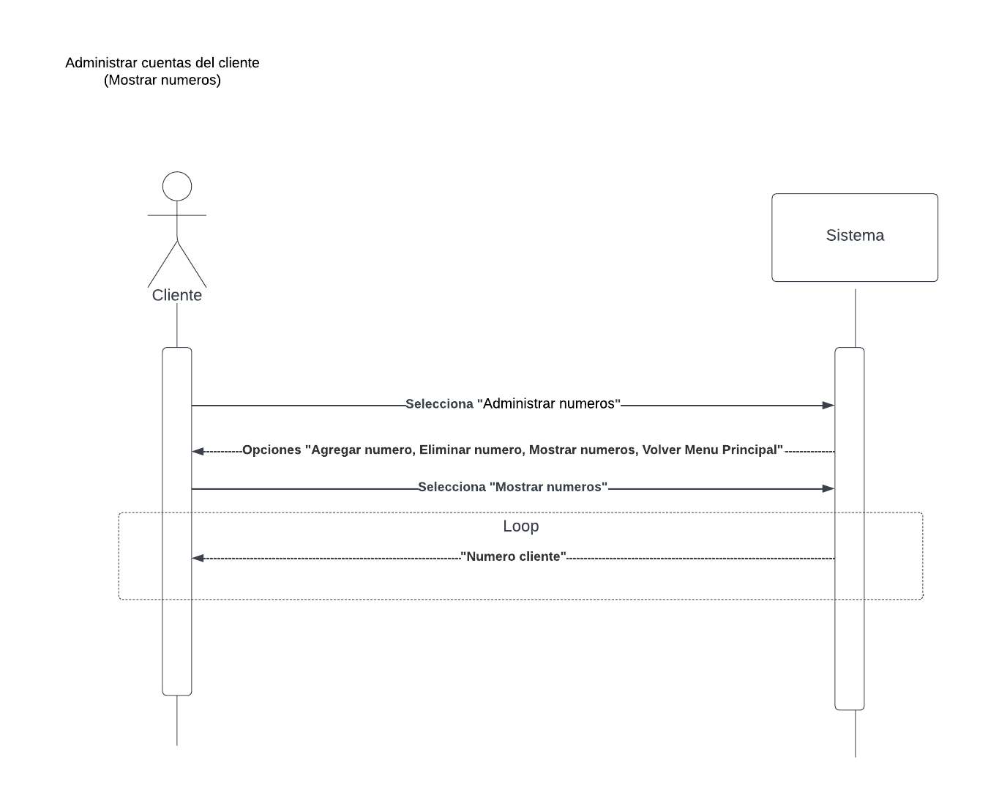 Administrar cuentas del cliente
(Mostrar numeros)
Sistema
Cliente
Selecciona "Administrar numeros"
Opciones "Agregar numero, Eliminar numero, Mostrar numeros, Volver Menu Principal"
Selecciona "Mostrar numeros"
Loop
"Numero cliente"